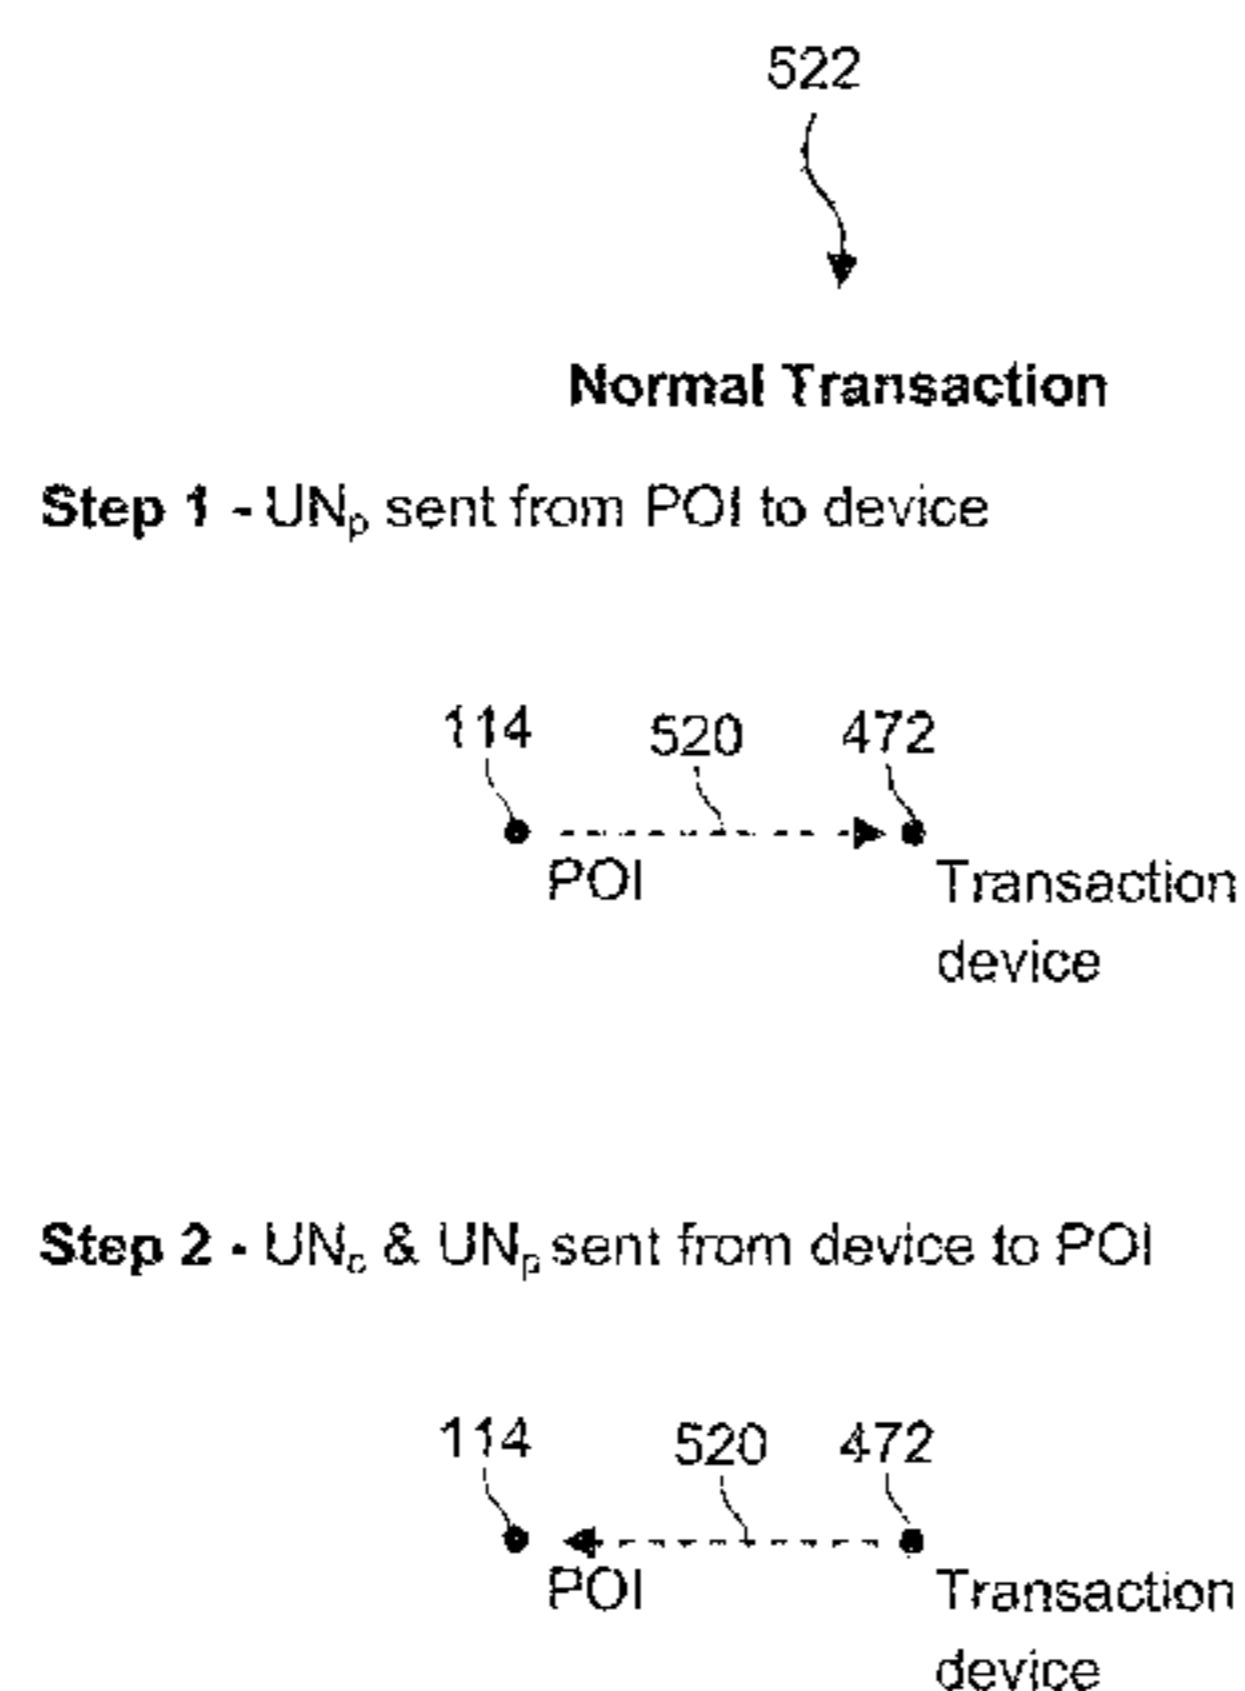 522
Normal Transaction
Step 1 - UNp sent from POI to device
114 520 472
POI
Transaction
device
Step 2 - UNc & UNp sent from device to POI
114 520 472
POI
Transaction
device